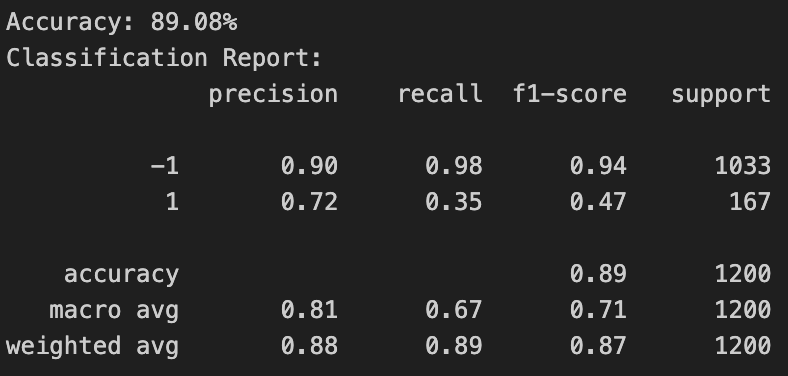 Accuracy: 89.08%
Classification Report:
precision recall f1-score support
-1 0.90 0.98 0.94 1033
1 0.72 0.35 0.47 167
accuracy 0.89 1200
macro avg 0.81 0.67 0.71 1200
weighted avg 0.88 0.89 0.87 1200